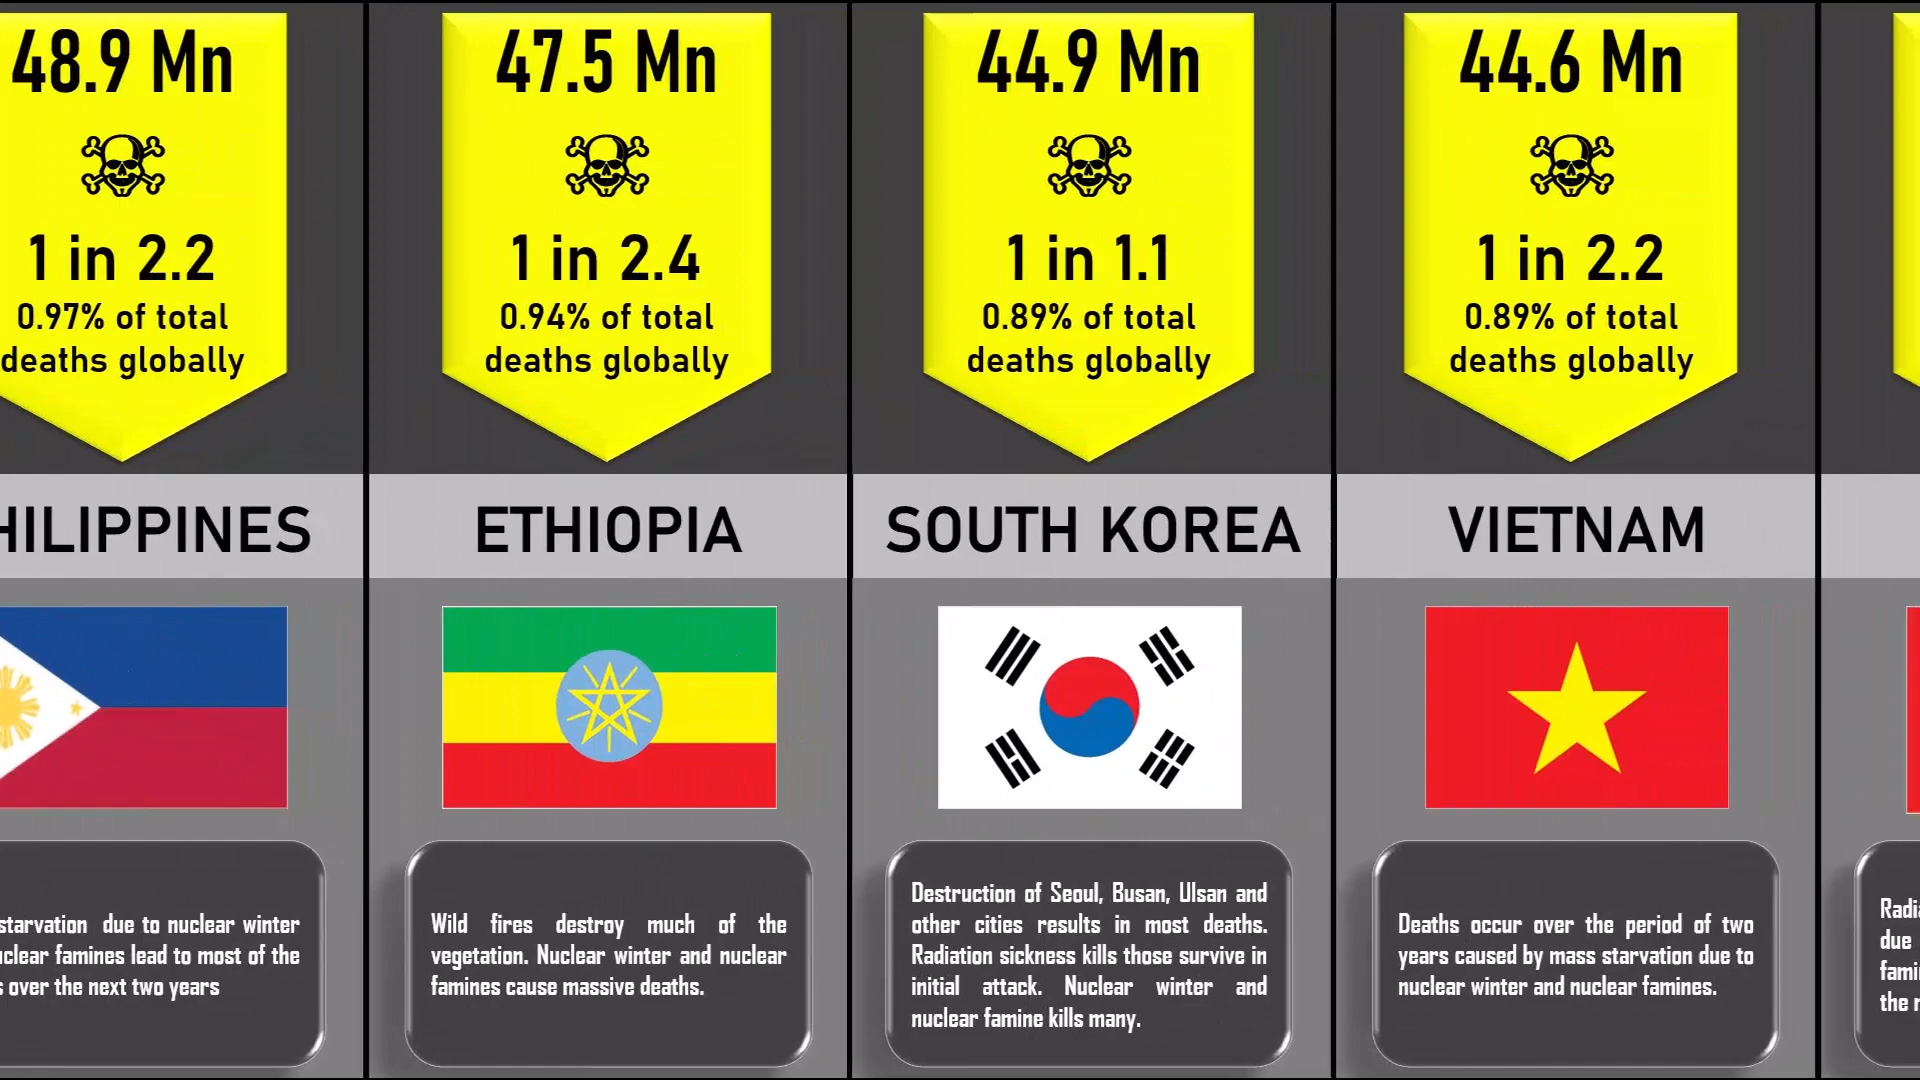 48.9 Mn
1 in 2.2
0.97% of total
deaths globally
HILIPPINES
starvation due to nuclear winter
clear famines lead to most of the
s over the next two years
47.5 Mn
1 in 2.4
0.94% of total
deaths globally
ETHIOPIA
Wild fires destroy much of the
vegetation. Nuclear winter and nuclear
famines cause massive deaths.
44.9 Mn
1 in 1.1
0.89% of total
deaths globally
SOUTH KOREA
Destruction of Seoul, Busan, Ulsan and
other cities results in most deaths.
Radiation sickness kills those survive in
initial attack. Nuclear winter and
nuclear famine kills many.
44.6 Mn
1 in 2.2
0.89% of total
deaths globally
VIETNAM
Deaths occur over the period of two
years caused by mass starvation due to
nuclear winter and nuclear famines.
Radia
due
famin
the r